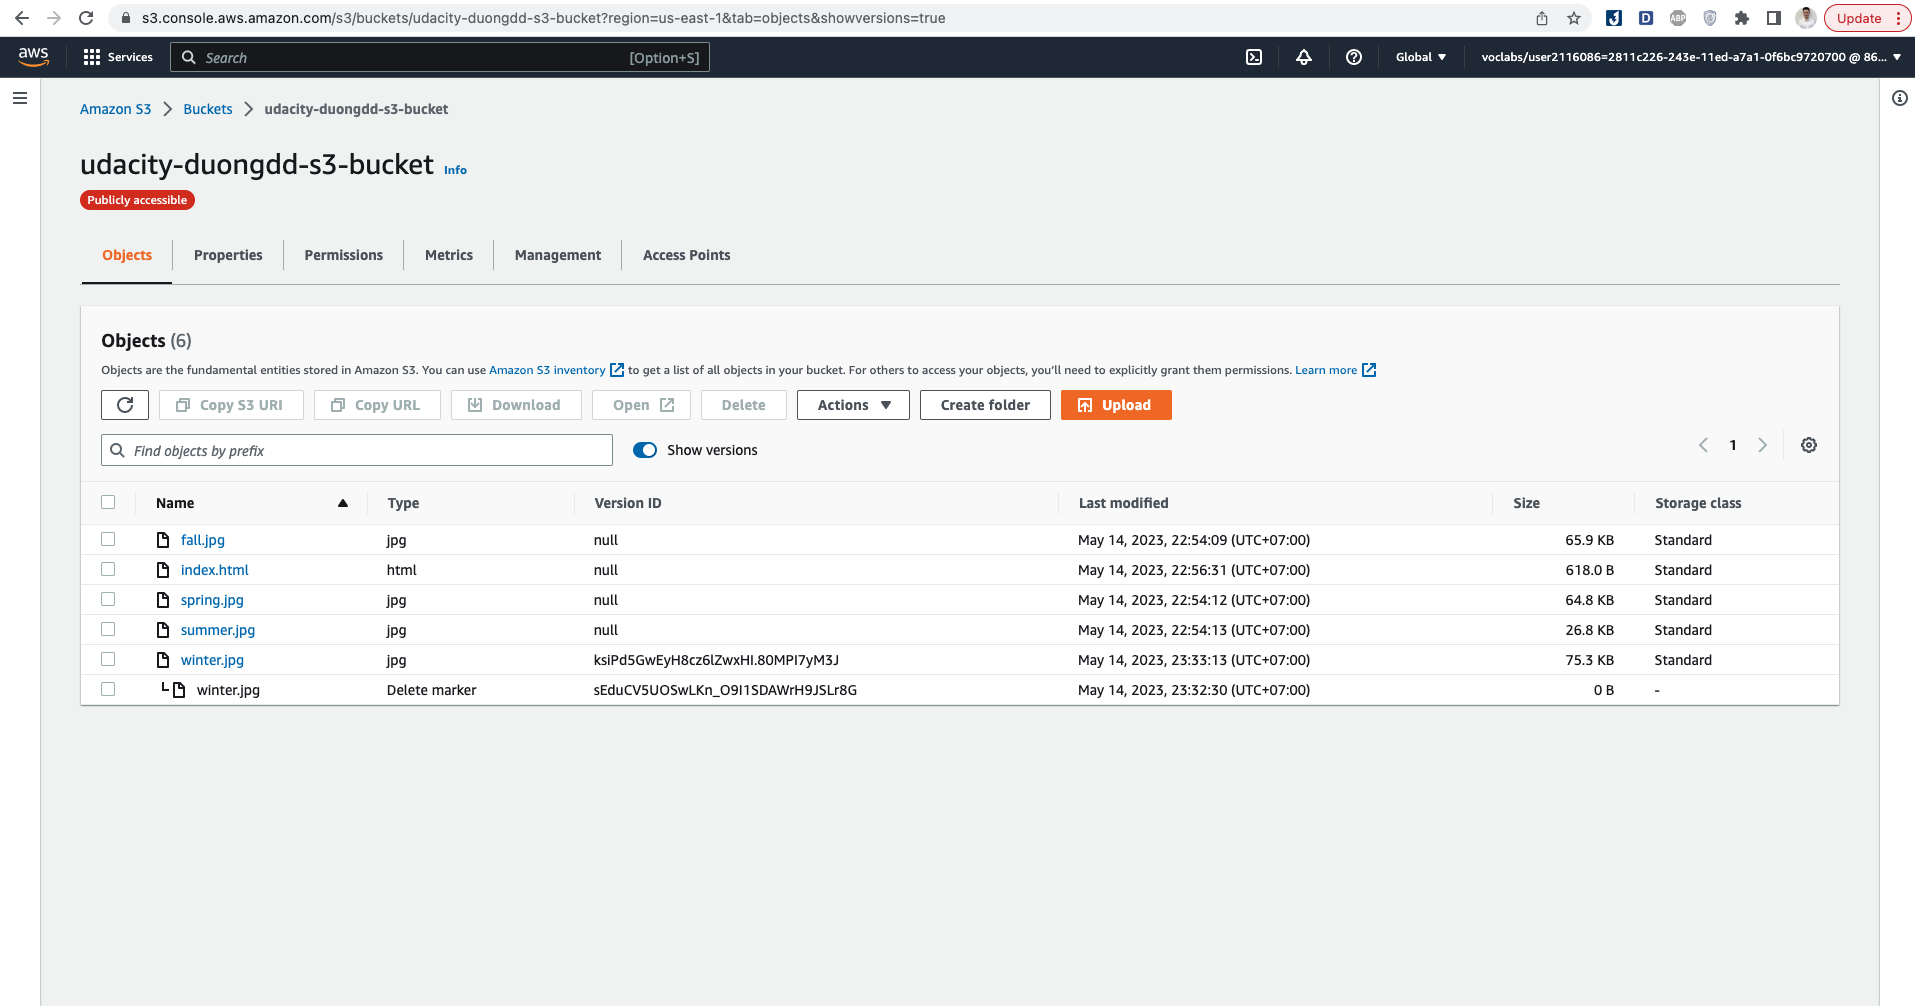 s3.console.aws.amazon.com/s3/buckets/udacity-duongdd-s3-bucket?region=us-east-1&tab=objects&showversions=true
J D ABP Update
aws Services Search [Option+S] Global voclabs/user2116086=2811c226-243e-11ed-a7a1-0f6bc9720700 @ 86...
Amazon S3 Buckets udacity-duongdd-s3-bucket
udacity-duongdd-s3-bucket Info
Publicly accessible
Objects Properties Permissions Metrics Management Access Points
Objects (6)
Objects are the fundamental entities stored in Amazon S3. You can use Amazon S3 inventory to get a list of all objects in your bucket. For others to access your objects, you'll need to explicitly grant them permissions. Learn more
Copy S3 URI Copy URL Download Open Delete Actions Create folder Upload
Find objects by prefix Show versions 1
Name Type Version ID Last modified Size Storage class
fall.jpg jpg null May 14, 2023, 22:54:09 (UTC+07:00) 65.9 KB Standard
index.html html null May 14, 2023, 22:56:31 (UTC+07:00) 618.0 B Standard
spring.jpg jpg null May 14, 2023, 22:54:12 (UTC+07:00) 64.8 KB Standard
summer.jpg jpg null May 14, 2023, 22:54:13 (UTC+07:00) 26.8 KB Standard
winter.jpg jpg ksiPd5GwEyH8cz6lZwxHI.80MPI7yM3J May 14, 2023, 23:33:13 (UTC+07:00) 75.3 KB Standard
winter.jpg Delete marker sEduCV5UOSwLKn_O9I1SDAWrH9JSLr8G May 14, 2023, 23:32:30 (UTC+07:00) 0 B -